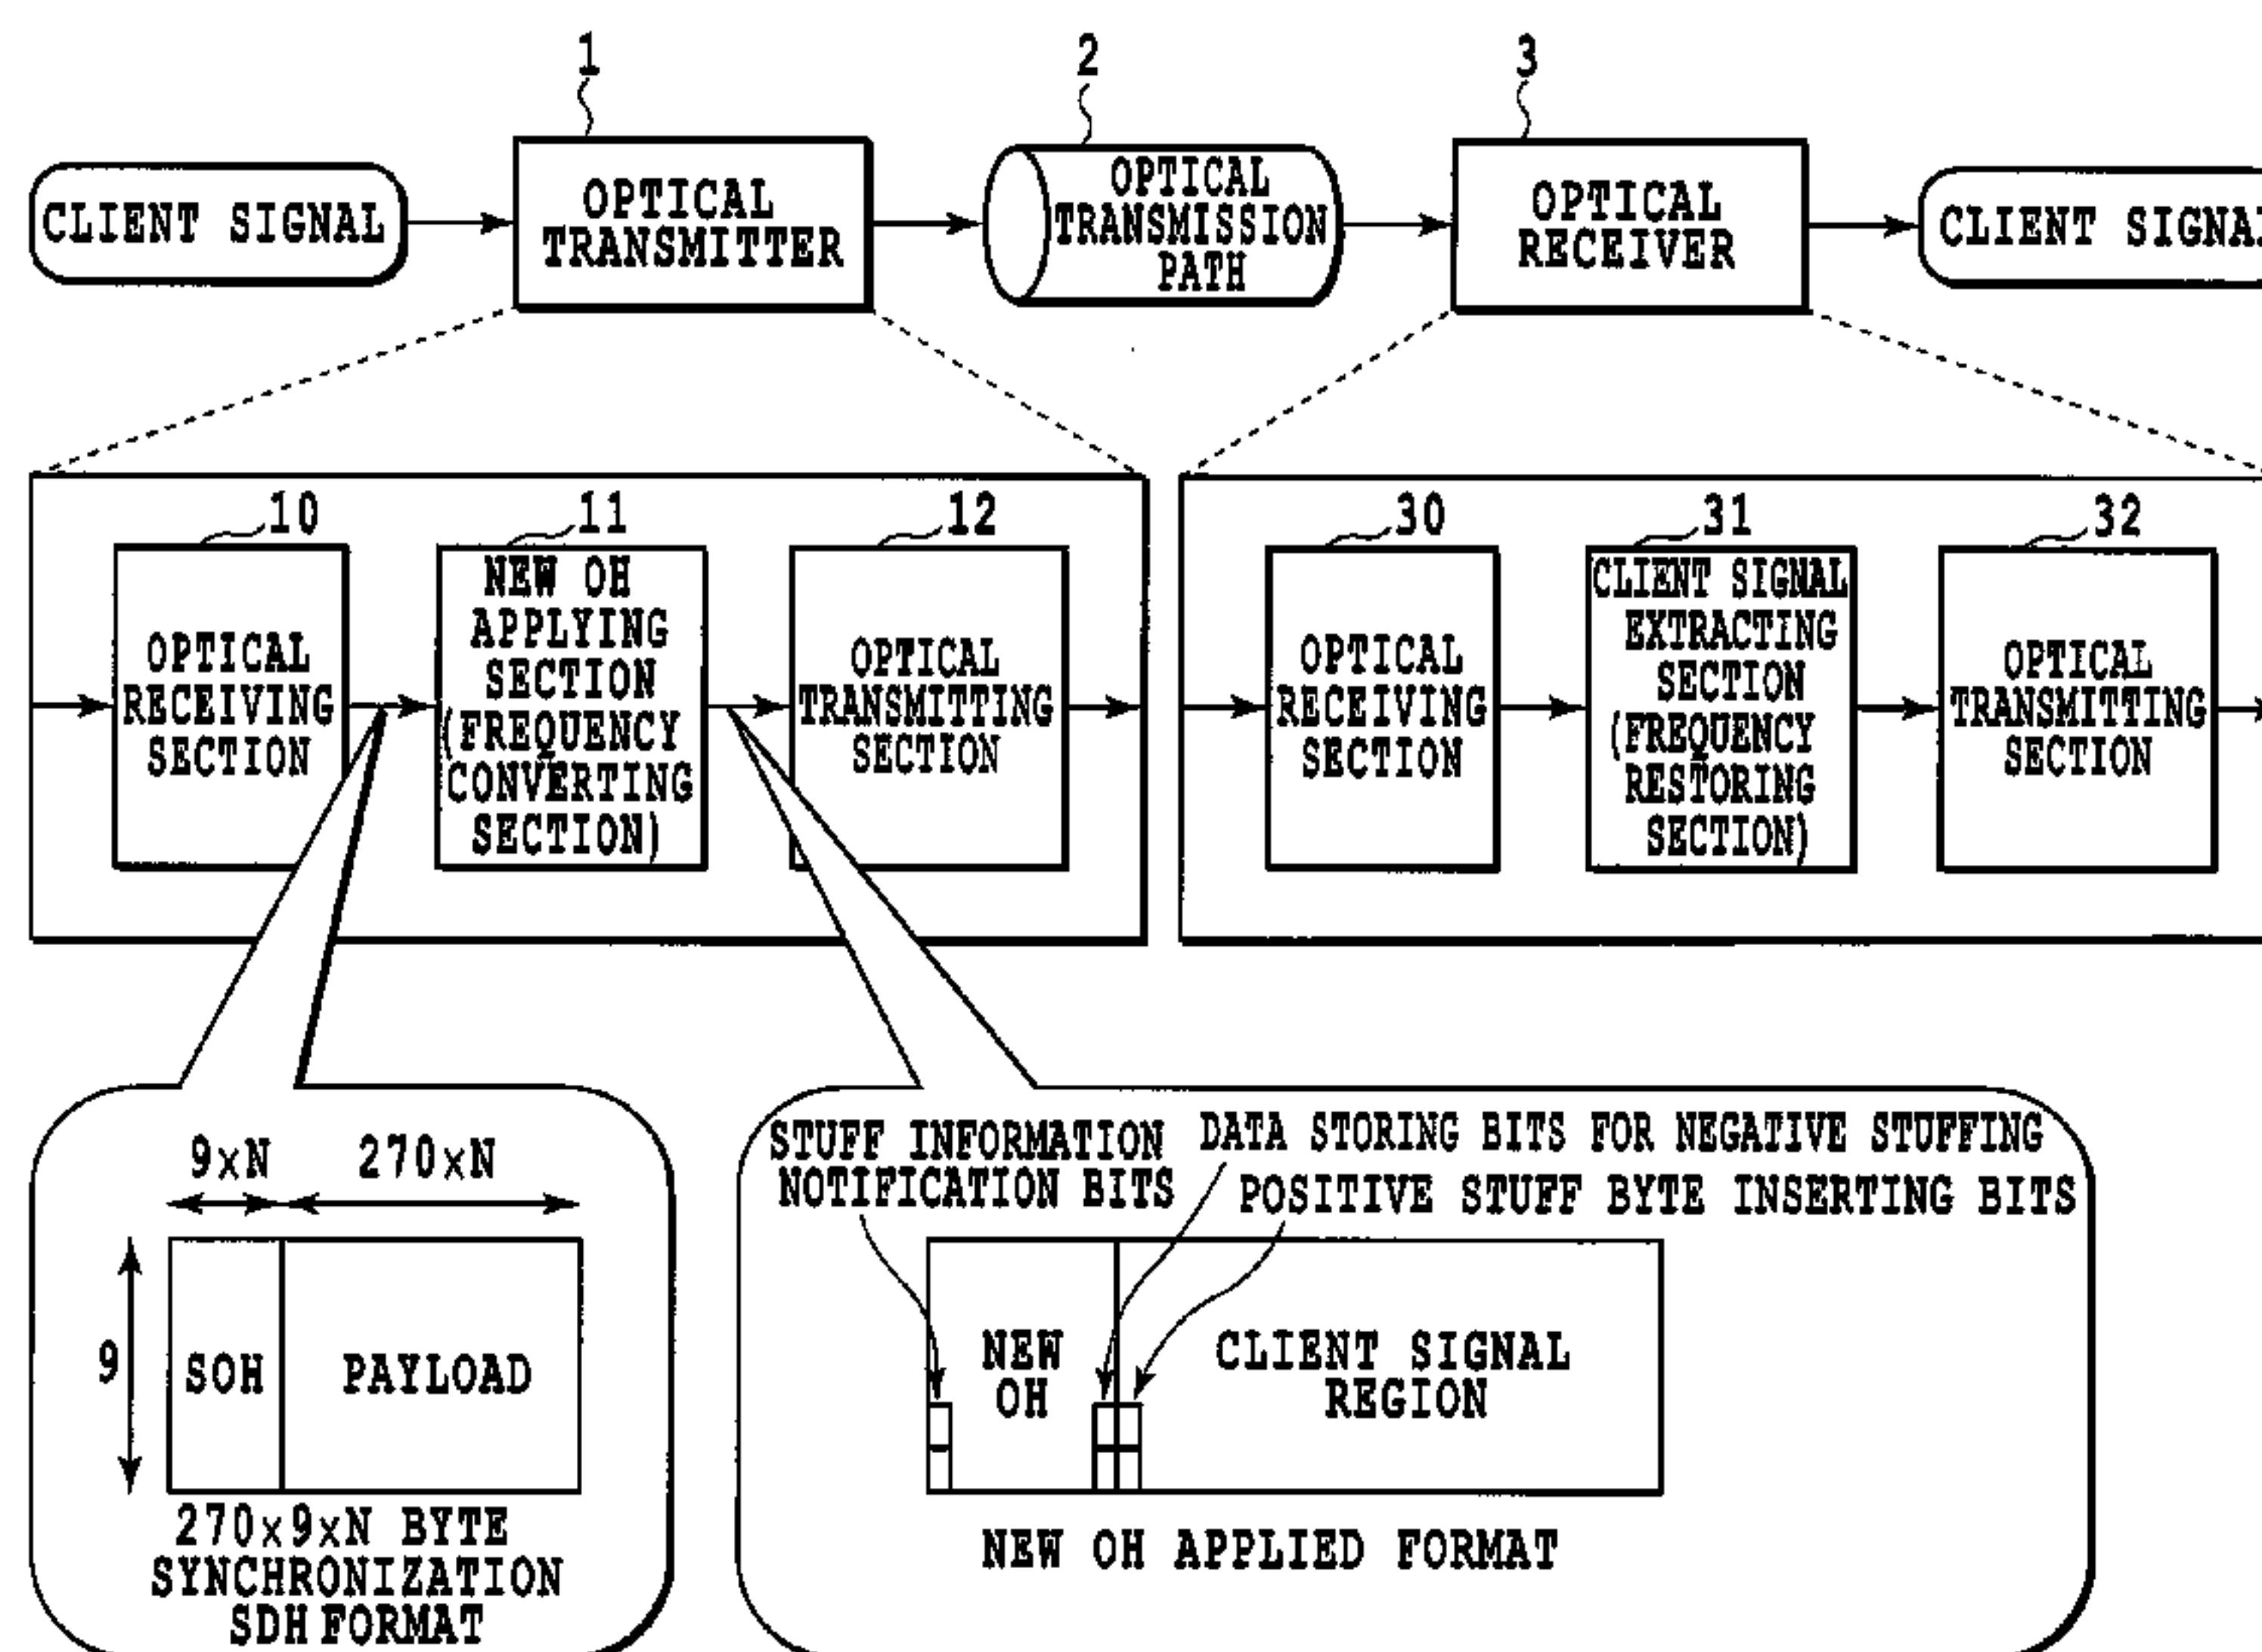 1
2
3
CLIENT SIGNAL
OPTICAL
TRANSMITTER
OPTICAL
TRANSMISSION
PATH
OPTICAL
RECEIVER
CLIENT SIGNAL
10
11
12
30
31
32
OPTICAL
RECEIVING
SECTION
NEW OH
APPLYING
SECTION
(FREQUENCY
CONVERTING
SECTION)
OPTICAL
TRANSMITTING
SECTION
OPTICAL
RECEIVING
SECTION
CLIENT SIGNAL
EXTRACTING
SECTION
(FREQUENCY
RESTORING
SECTION)
OPTICAL
TRANSMITTING
SECTION
9×N
270×N
9
SOH
PAYLOAD
270×9×N BYTE
SYNCHRONIZATION
SDH FORMAT
STUFF INFORMATION
NOTIFICATION BITS
DATA STORING BITS FOR NEGATIVE STUFFING
POSITIVE STUFF BYTE INSERTING BITS
NEW
OH
CLIENT SIGNAL
REGION
NEW OH APPLIED FORMAT